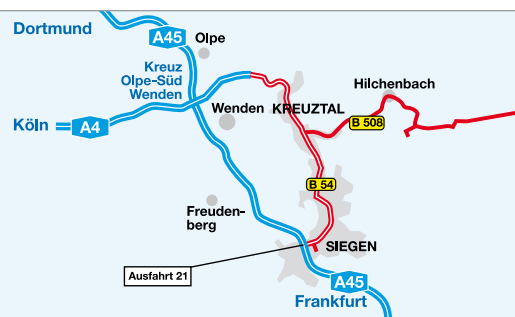 Dortmund
A45
Olpe
Kreuz
Olpe-Süd
Wenden
Hilchenbach
Wenden
KREUZTAL
Köln
A4
B 508
B 54
Freuden-
berg
SIEGEN
Ausfahrt 21
A45
Frankfurt